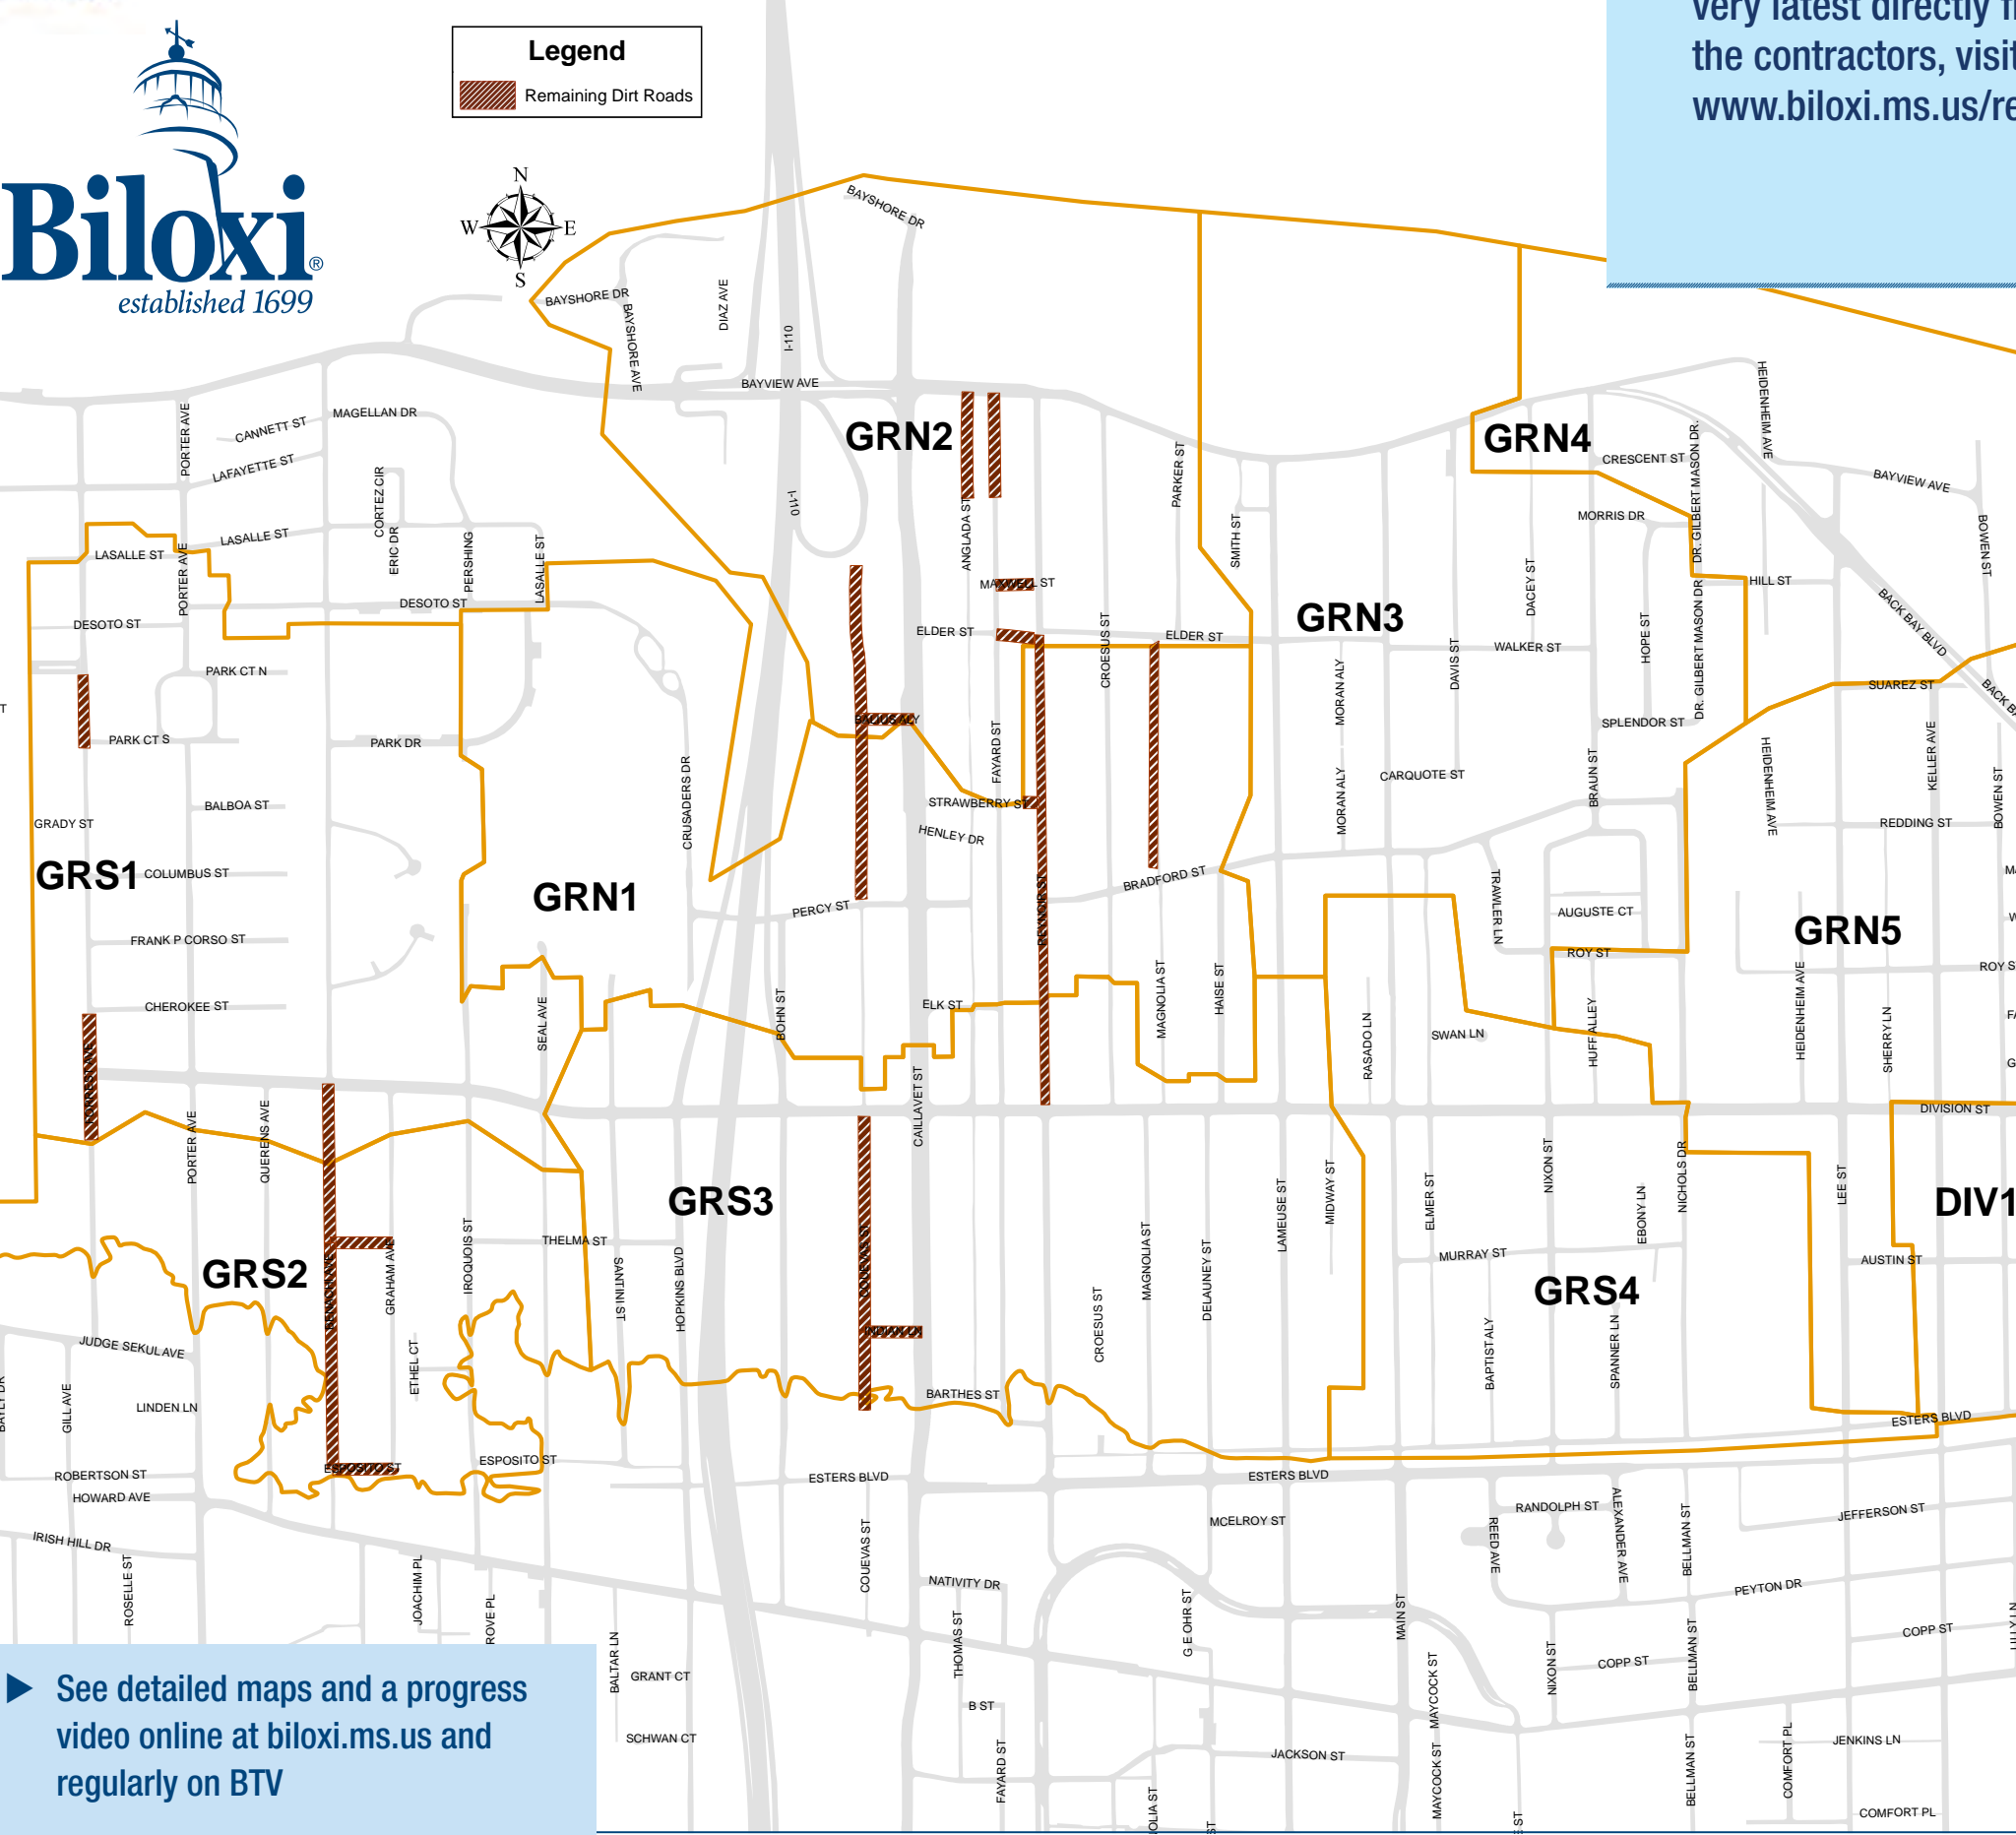 very latest directly
the contractors, visit
www.biloxi.ms.us/re
Legend
Remaining Dirt Roads
Biloxi®
established 1699
N
W E
S
BAYSHORE DR
BAYSHORE DR
BAYSHORE AVE
DIAZ AVE
I-110
BAYVIEW AVE
I-110
GRN2
GRN4
HEIDENHEIM AVE
PORTER AVE
CANNETT ST
MAGELLAN DR
LAFAYETTE ST
CORTEZ CIR
PARKER ST
CRESCENT ST
DR. GILBERT MASON DR.
BAYVIEW AVE
LASALLE ST
LASALLE ST
PORTER AVE
ERIC DR
PERSHING
LASALLE ST
ANGLADA ST
SMITH ST
MORRIS DR
BOWEN ST
MAXWELL ST
DACEY ST
HILL ST
DESOTO ST
DESOTO ST
ELDER ST
CROESUS ST
ELDER ST
GRN3
WALKER ST
HOPE ST
DR. GILBERT MASON DR
BACK BAY BLVD
PARK CT N
MORAN ALY
DAVIS ST
SUAREZ ST
PARK CT S
PARK DR
BALIUS ALY
FAYARD ST
SPLENDOR ST
KELLER AVE
CRUSADERS DR
CARQUOTE ST
BRAUN ST
HEIDENHEIM AVE
BOWEN ST
GRADY ST
BALBOA ST
STRAWBERRY ST
HENLEY DR
MORAN ALY
REDDING ST
GRS1
COLUMBUS ST
GRN1
PERCY ST
BRADFORD ST
TRAWLER LN
AUGUSTE CT
GRN5
FRANK P CORSO ST
ROY ST
ROY S
CHEROKEE ST
SEAL AVE
BOHN ST
ELK ST
MAGNOLIA ST
HAISE ST
RASADO LN
SWAN LN
HUFF ALLEY
HEIDENHEIM AVE
SHERRY LN
PORTER AVE
QUERENS AVE
CAILLAVET ST
DIVISION ST
GRS3
LAMEUSE ST
MIDWAY ST
ELMER ST
NIXON ST
EBONY LN
NICHOLS DR
LEE ST
DIV1
GRS2
GRAHAM AVE
IROQUOIS ST
THELMA ST
SANTINI ST
HOPKINS BLVD
COUEVAS ST
INDIAN LN
CROESUS ST
MAGNOLIA ST
DELAUNEY ST
MURRAY ST
GRS4
AUSTIN ST
JUDGE SEKUL AVE
ETHEL CT
BAPTIST ALY
SPANNER LN
GILL AVE
LINDEN LN
BARTHES ST
ESTERS BLVD
ROBERTSON ST
HOWARD AVE
ESPOSITO ST
ESPOSITO ST
ESTERS BLVD
ESTERS BLVD
IRISH HILL DR
ROSELLE ST
JOACHIM PL
ROVE PL
COUEVAS ST
MCELROY ST
REED AVE
RANDOLPH ST
ALEXANDER AVE
BELLMAN ST
JEFFERSON ST
NATIVITY DR
THOMAS ST
G E OHR ST
MAIN ST
PEYTON DR
COPP ST
BALTAR LN
GRANT CT
B ST
MAYCOCK ST
NIXON ST
COPP ST
BELLMAN ST
SCHWAN CT
FAYARD ST
JACKSON ST
MAYCOCK ST
BELLMAN ST
COMFORT PL
JENKINS LN
COMFORT PL
See detailed maps and a progress
video online at biloxi.ms.us and
regularly on BTV